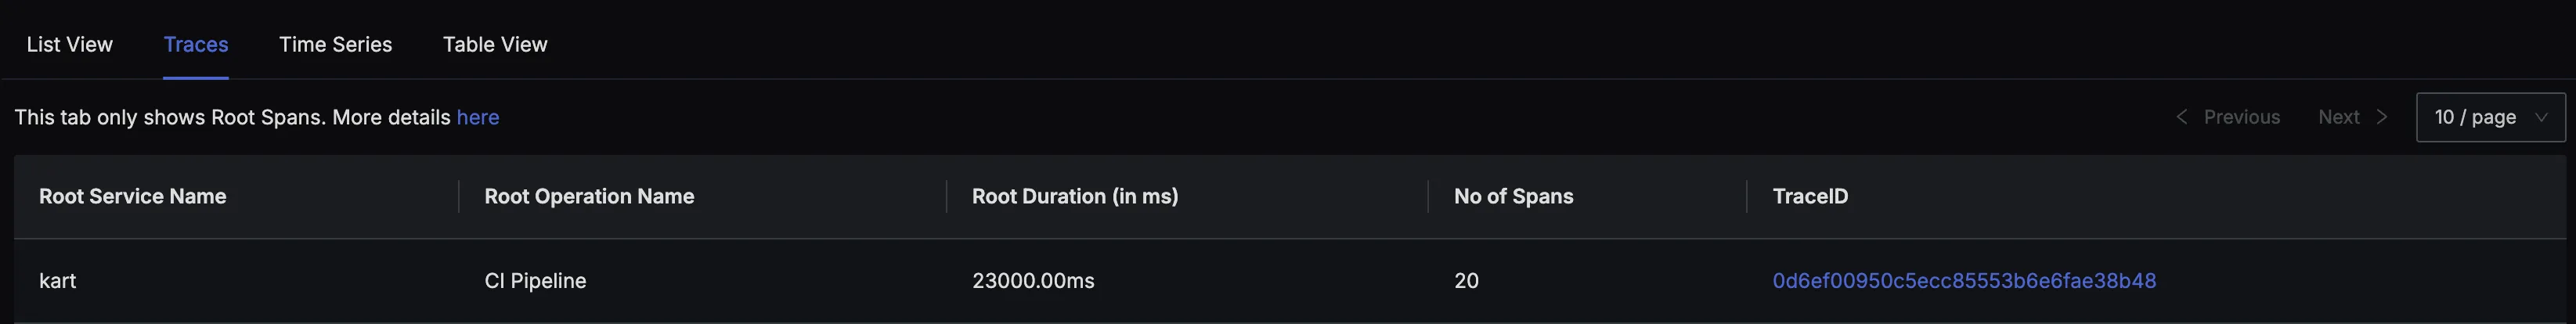 List View Traces Time Series Table View
This tab only shows Root Spans. More details here Previous Next 10 / page
Root Service Name Root Operation Name Root Duration (in ms) No of Spans TraceID
kart CI Pipeline 23000.00ms 20 0d6ef00950c5ecc85553b6e6fae38b48